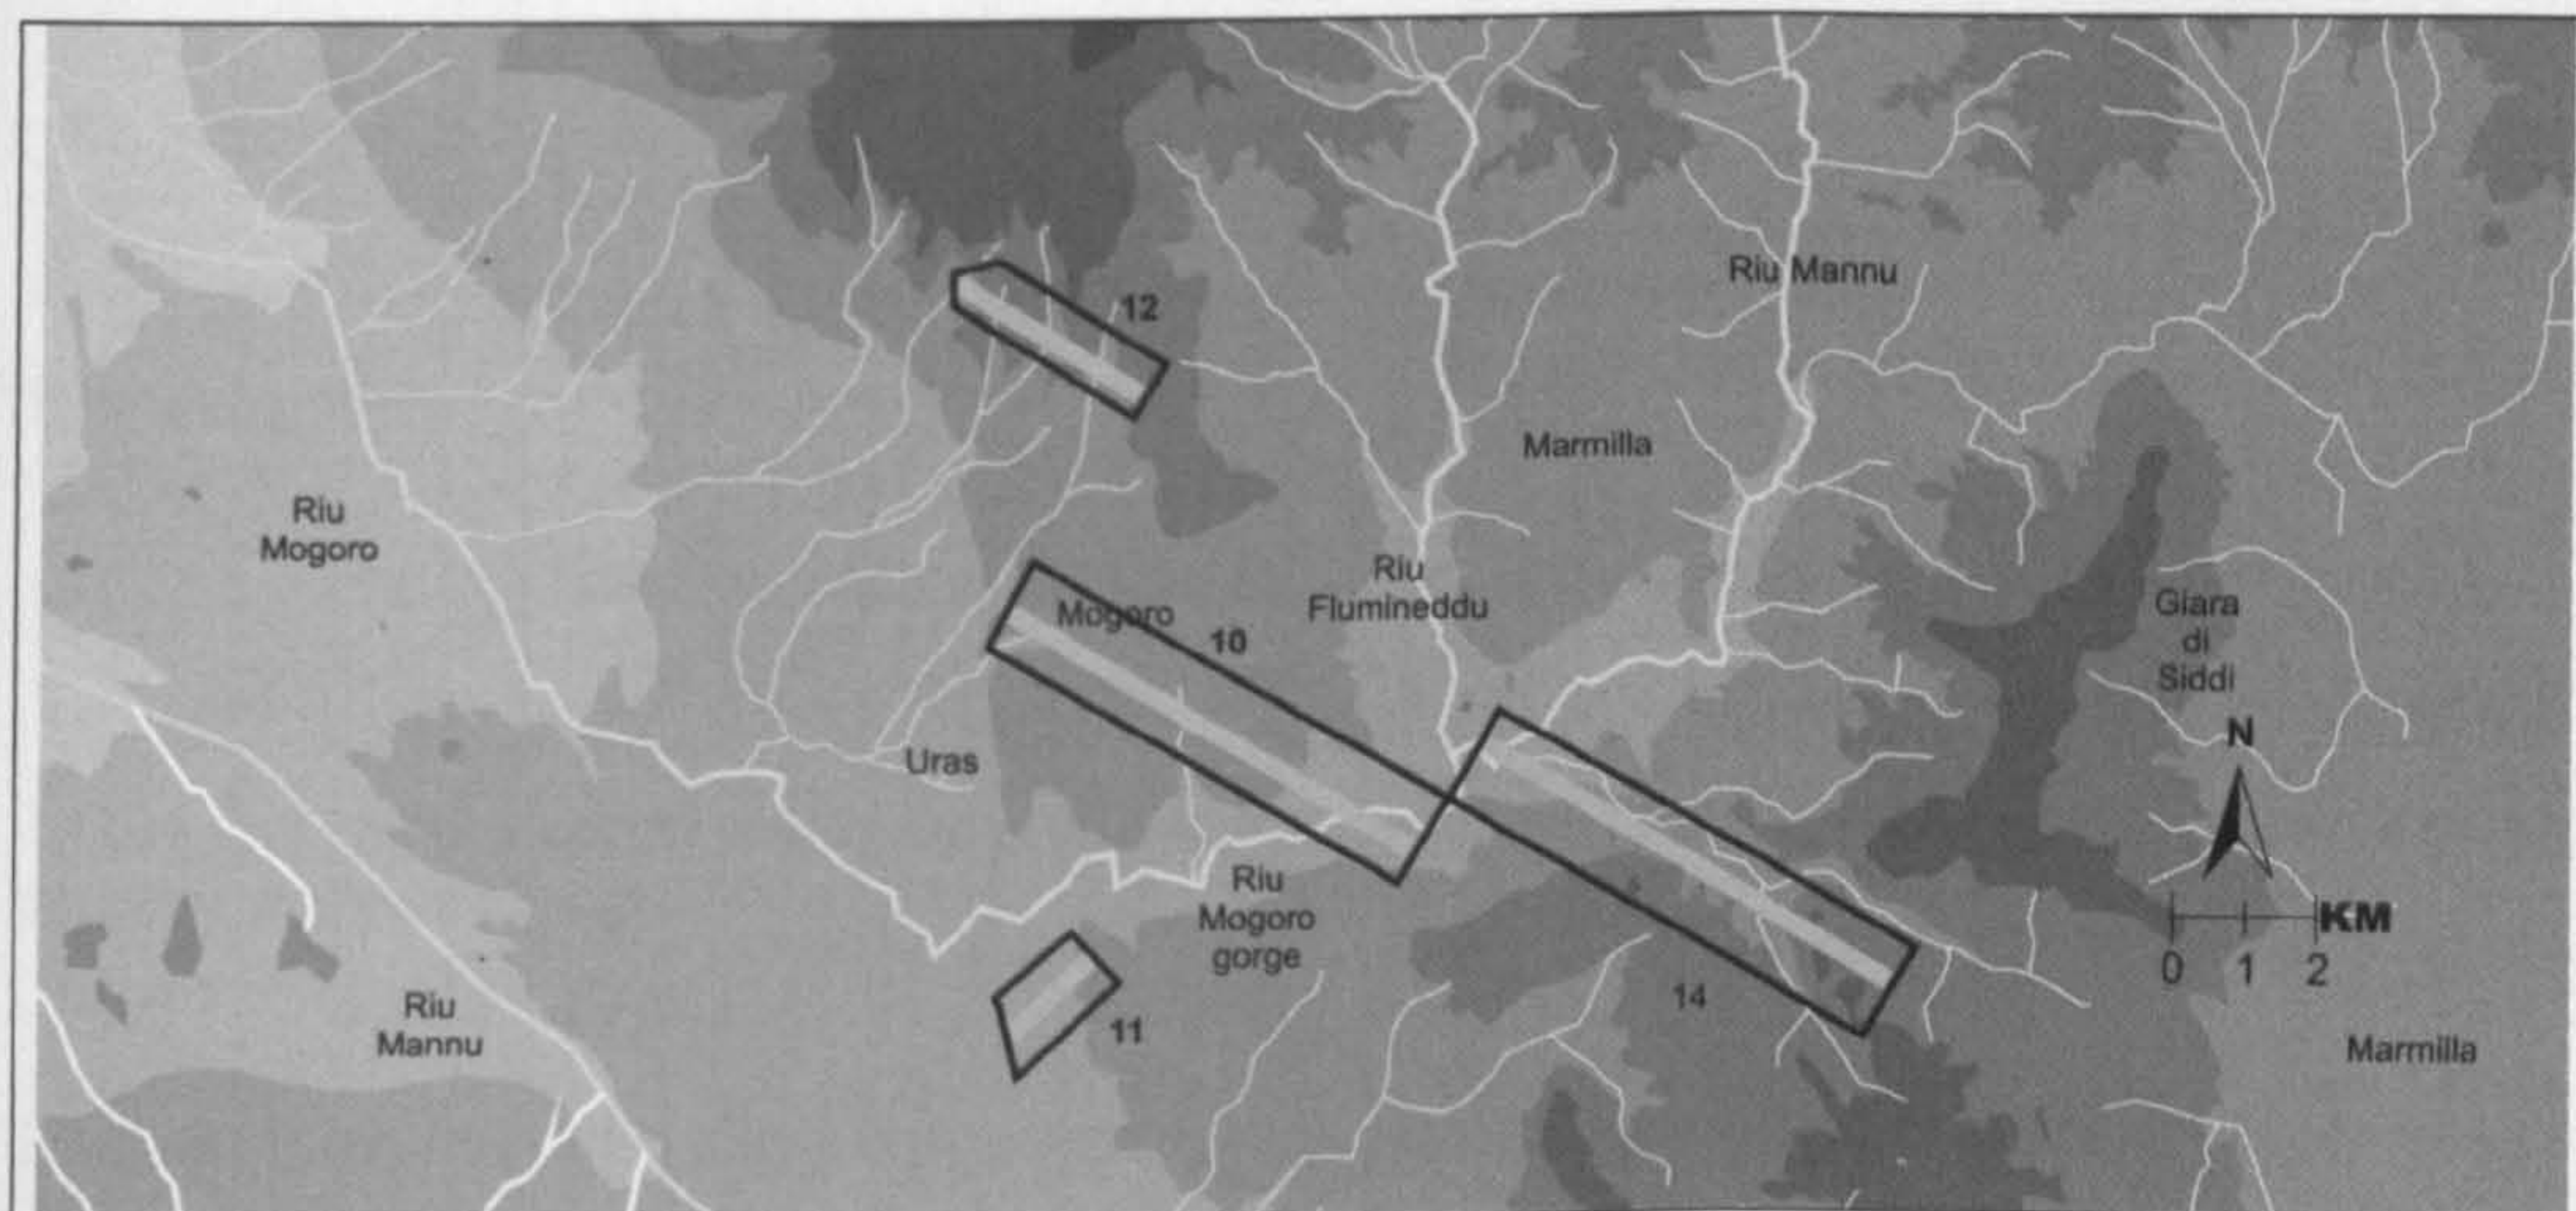 Riu Mannu
12
Marmilla
Riu
Mogoro
Riu
Flumineddu
Mogoro
10
Giara
di
Siddi
N
Uras
Riu
Mogoro
gorge
KM
0 1 2
Riu
Mannu
11
14
Marmilla